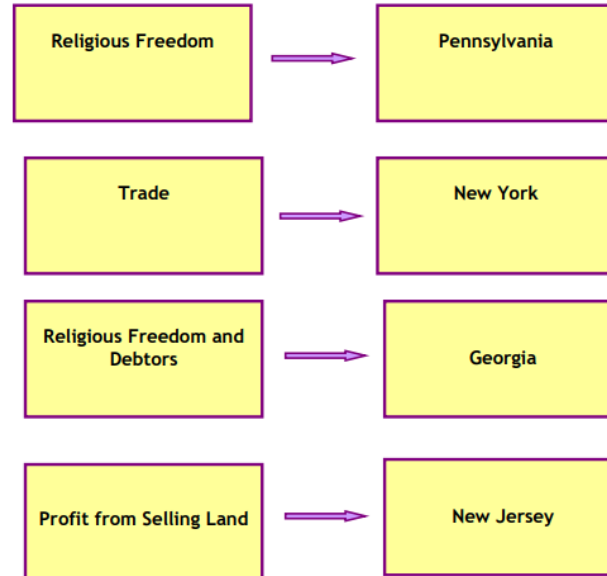 Religious Freedom
Pennsylvania
Trade
New York
Religious Freedom and
Debtors
Georgia
Profit from Selling Land
New Jersey